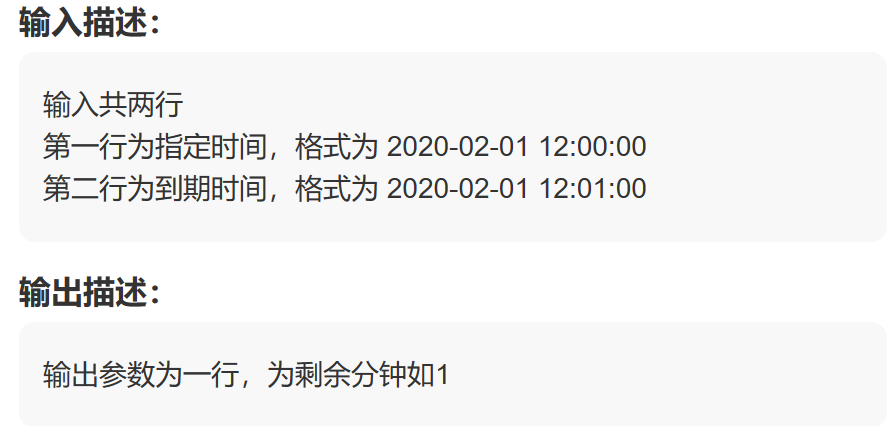 输入描述：
输入共两行
第一行为指定时间，格式为 2020-02-01 12:00:00
第二行为到期时间，格式为 2020-02-01 12:01:00
输出描述：
输出参数为一行，为剩余分钟如1